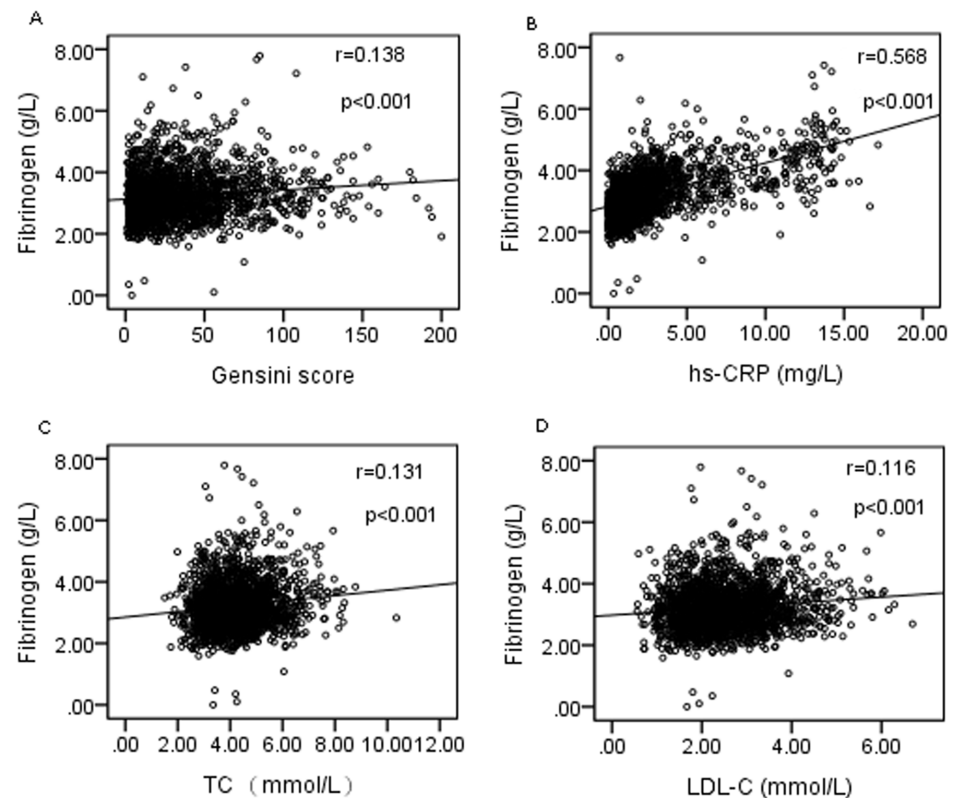 A
8.00
6.00
4.00
2.00
.00
Fibrinogen (g/L)
r=0.138
p<0.001
0 50 100 150 200
Gensini score
B
8.00
6.00
4.00
2.00
.00
Fibrinogen (g/L)
r=0.568
p<0.001
.00 5.00 10.00 15.00 20.00
hs-CRP (mg/L)
C
8.00
6.00
4.00
2.00
.00
Fibrinogen (g/L)
r=0.131
p<0.001
.00 2.00 4.00 6.00 8.00 10.00 12.00
TC (mmol/L)
D
8.00
6.00
4.00
2.00
.00
Fibrinogen (g/L)
r=0.116
p<0.001
.00 2.00 4.00 6.00
LDL-C (mmol/L)